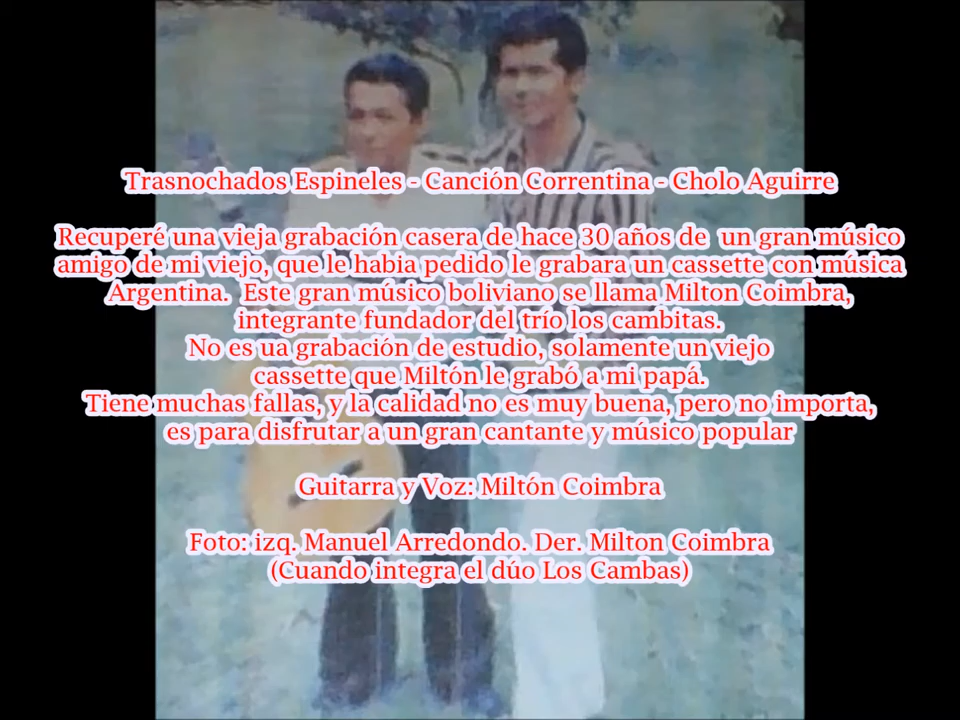 Trasnochados Espineles - Canción Correntina - Cholo Aguirre
Recuperé una vieja grabación casera de hace 30 años de un gran músico
amigo de mi viejo, que le habia pedido le grabara un cassette con música
Argentina. Este gran músico boliviano se llama Milton Coimbra,
integrante fundador del trío los cambitas.
No es ua grabación de estudio, solamente un viejo
cassette que Miltón le grabó a mi papá.
Tiene muchas fallas, y la calidad no es muy buena, pero no importa,
es para disfrutar a un gran cantante y músico popular
Guitarra y Voz: Miltón Coimbra
Foto: izq. Manuel Arredondo. Der. Milton Coimbra
(Cuando integra el dúo Los Cambas)